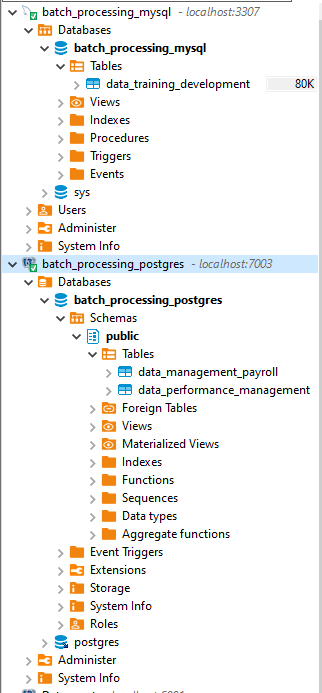 batch_processing_mysql - localhost:3307
Databases
batch_processing_mysql
Tables
data_training_development 80K
Views
Indexes
Procedures
Triggers
Events
sys
Users
Administer
System Info
batch_processing_postgres - localhost:7003
Databases
batch_processing_postgres
Schemas
public
Tables
data_management_payroll
data_performance_management
Foreign Tables
Views
Materialized Views
Indexes
Functions
Sequences
Data types
Aggregate functions
Event Triggers
Extensions
Storage
System Info
Roles
postgres
Administer
System Info